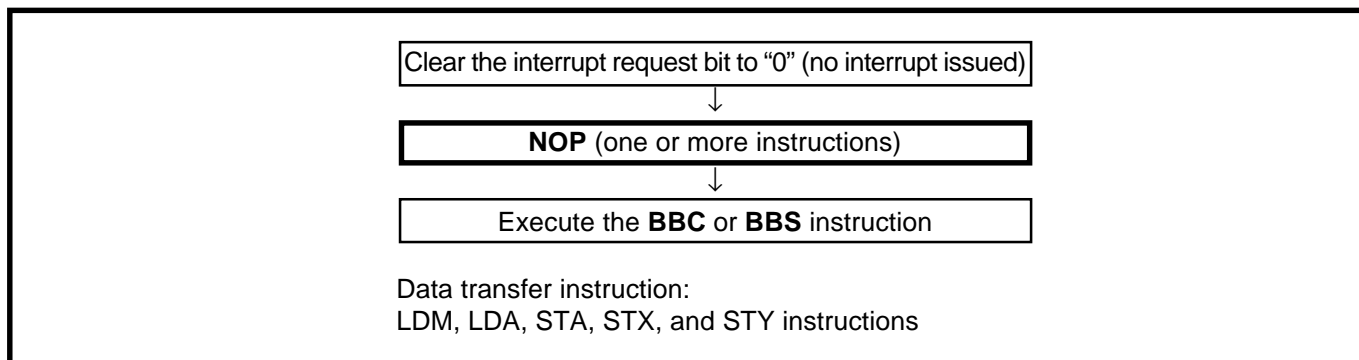 Clear the interrupt request bit to “0” (no interrupt issued)
↓
NOP (one or more instructions)
↓
Execute the BBC or BBS instruction
Data transfer instruction:
LDM, LDA, STA, STX, and STY instructions